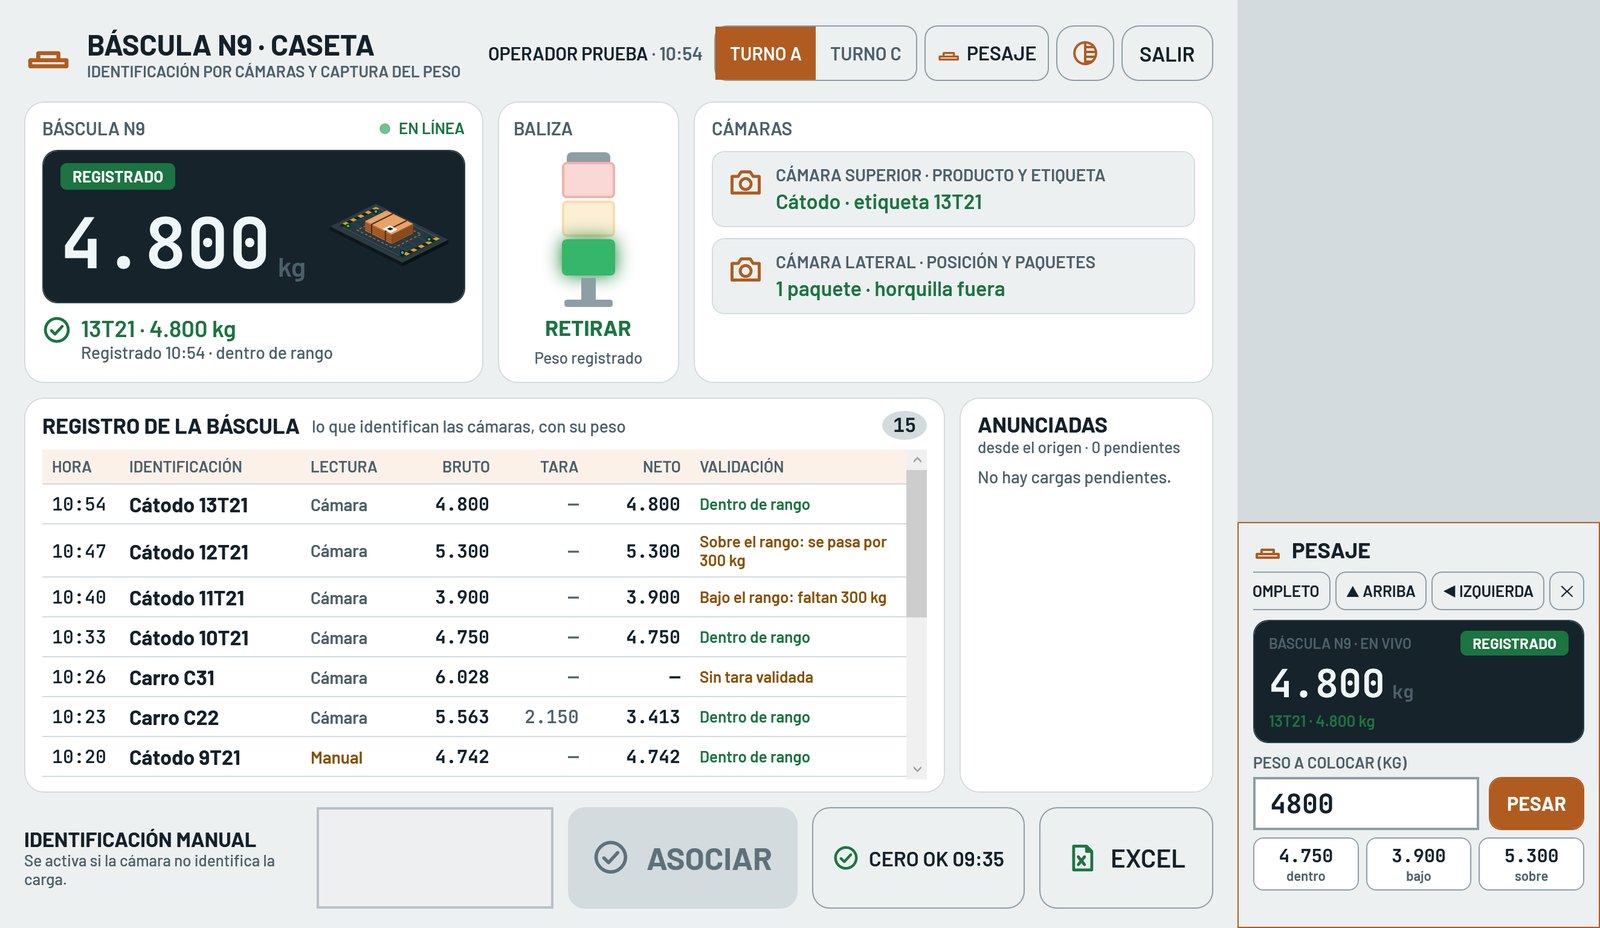 BÁSCULA N9 · CASETA
IDENTIFICACIÓN POR CÁMARAS Y CAPTURA DEL PESO
OPERADOR PRUEBA · 10:54
TURNO A
TURNO C
PESAJE
SALIR
BÁSCULA N9
EN LÍNEA
REGISTRADO
4.800 kg
13T21 · 4.800 kg
Registrado 10:54 · dentro de rango
BALIZA
RETIRAR
Peso registrado
CÁMARAS
CÁMARA SUPERIOR · PRODUCTO Y ETIQUETA
Cátodo · etiqueta 13T21
CÁMARA LATERAL · POSICIÓN Y PAQUETES
1 paquete · horquilla fuera
REGISTRO DE LA BÁSCULA lo que identifican las cámaras, con su peso 15
HORA IDENTIFICACIÓN LECTURA BRUTO TARA NETO VALIDACIÓN
10:54 Cátodo 13T21 Cámara 4.800 — 4.800 Dentro de rango
10:47 Cátodo 12T21 Cámara 5.300 — 5.300 Sobre el rango: se pasa por
300 kg
10:40 Cátodo 11T21 Cámara 3.900 — 3.900 Bajo el rango: faltan 300 kg
10:33 Cátodo 10T21 Cámara 4.750 — 4.750 Dentro de rango
10:26 Carro C31 Cámara 6.028 — — Sin tara validada
10:23 Carro C22 Cámara 5.563 2.150 3.413 Dentro de rango
10:20 Cátodo 9T21 Manual 4.742 — 4.742 Dentro de rango
ANUNCIADAS
desde el origen · 0 pendientes
No hay cargas pendientes.
IDENTIFICACIÓN MANUAL
Se activa si la cámara no identifica la
carga.
ASOCIAR
CERO OK 09:35
EXCEL
PESAJE
OMPLETO
▲ ARRIBA
◀ IZQUIERDA
BÁSCULA N9 · EN VIVO
REGISTRADO
4.800 kg
13T21 · 4.800 kg
PESO A COLOCAR (KG)
4800
PESAR
4.750
dentro
3.900
bajo
5.300
sobre